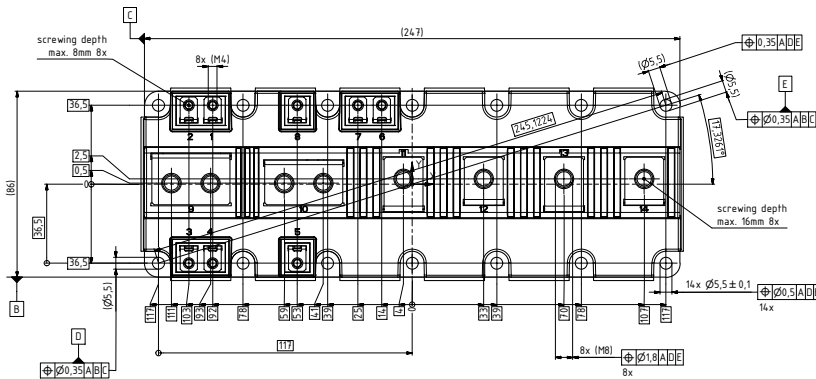 C
(247)
screwing depth
max. 8mm 8x
8x (M4)
(Ø5,5)
0,35 A D E
E
(Ø5,5)
Ø0,35 A B C
36,5
2 1
8
7 6
245,1224
17,3261°
2,5
0,5
0
(86)
36,5
Y
X
11
13
9
10
12
14
screwing depth
max. 16mm 8x
3 4
5
36,5
(Ø5,5)
B
14x Ø5,5±0,1
Ø0,5 A D E
14x
117 111 103 93 92 78 59 53 41 39 25 14 4 0 33 39 70 78 107 117
D
117
8x (M8)
Ø1,8 A D E
8x
Ø0,35 A B C